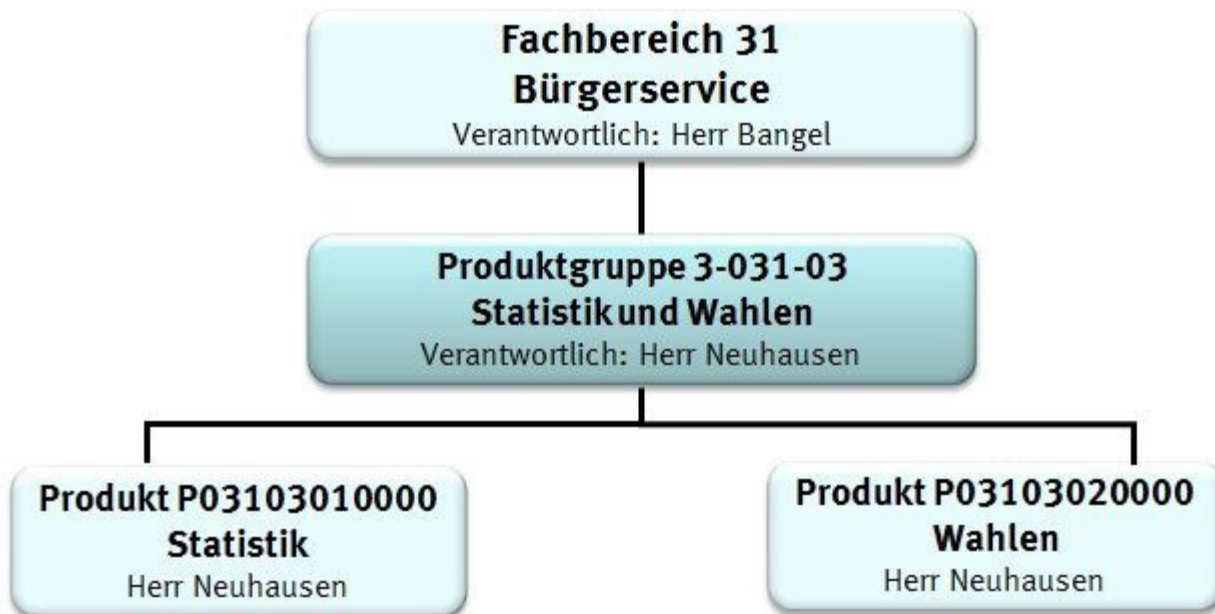 Fachbereich 31
Bürgerservice
Verantwortlich: Herr Bangel
Produktgruppe 3-031-03
Statistik und Wahlen
Verantwortlich: Herr Neuhausen
Produkt P03103010000
Statistik
Herr Neuhausen
Produkt P03103020000
Wahlen
Herr Neuhausen